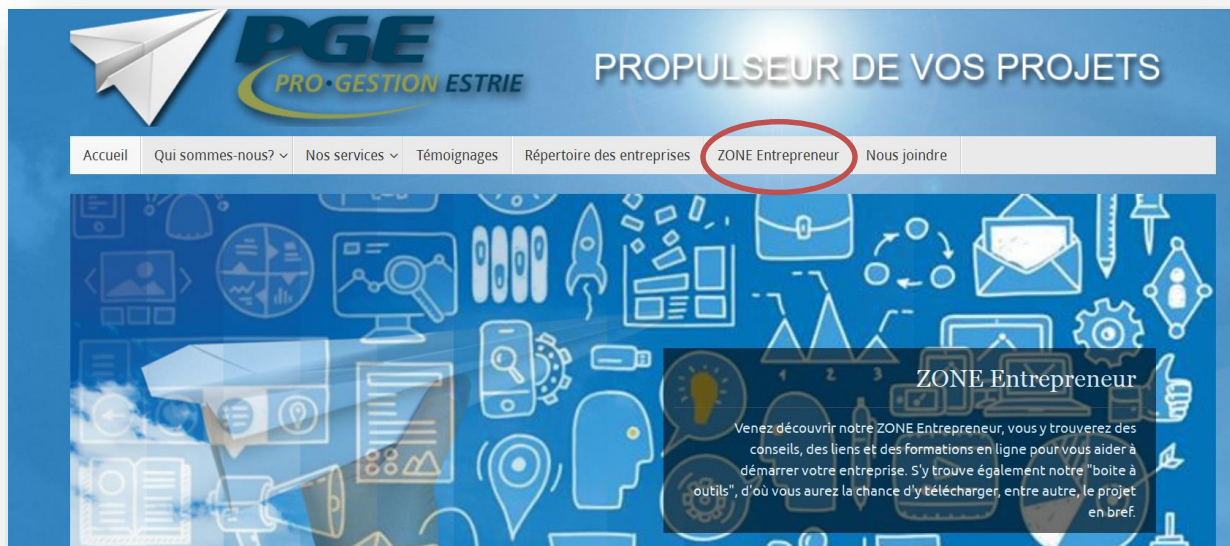 PGE
PRO·GESTION ESTRIE
PROPULSEUR DE VOS PROJETS
Accueil Qui sommes-nous? Nos services Témoignages Répertoire des entreprises ZONE Entrepreneur Nous joindre
1 2 3
ZONE Entrepreneur
Venez découvrir notre ZONE Entrepreneur, vous y trouverez des
conseils, des liens et des formations en ligne pour vous aider à
démarrer votre entreprise. S'y trouve également notre "boite à
outils", d'où vous aurez la chance d'y télécharger, entre autre, le projet
en bref.